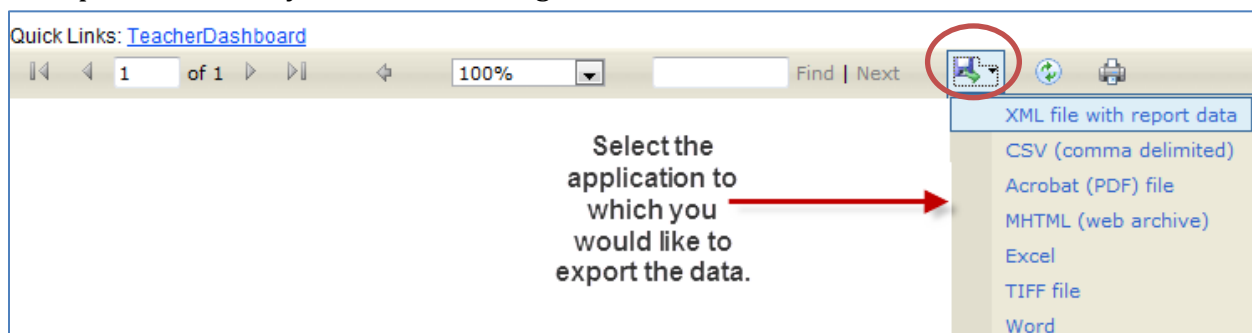 Quick Links: TeacherDashboard
1 of 1 100% Find | Next
XML file with report data
CSV (comma delimited)
Acrobat (PDF) file
MHTML (web archive)
Excel
TIFF file
Word
Select the
application to
which you
would like to
export the data.